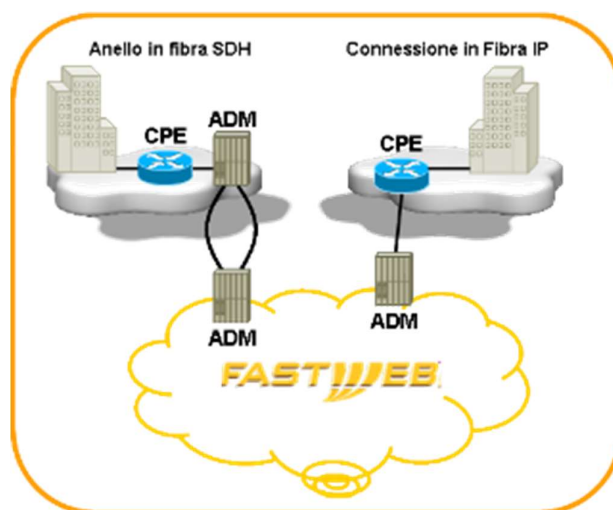 Anello in fibra SDH
Connessione in Fibra IP
CPE
ADM
CPE
ADM
ADM
FASTWEB